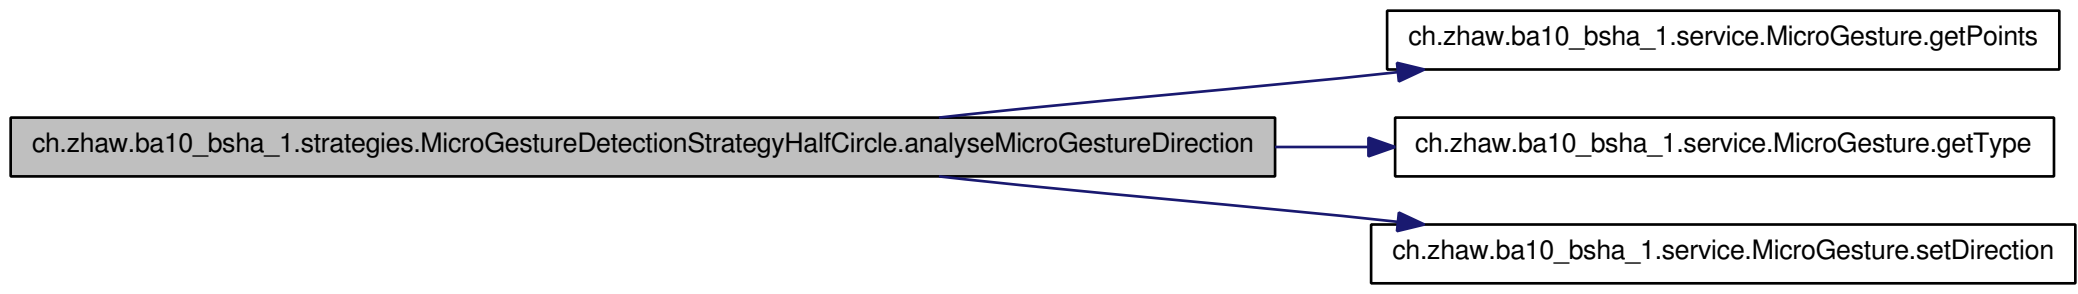 ch.zhaw.ba10_bsha_1.service.MicroGesture.getPoints
ch.zhaw.ba10_bsha_1.strategies.MicroGestureDetectionStrategyHalfCircle.analyseMicroGestureDirection
ch.zhaw.ba10_bsha_1.service.MicroGesture.getType
ch.zhaw.ba10_bsha_1.service.MicroGesture.setDirection